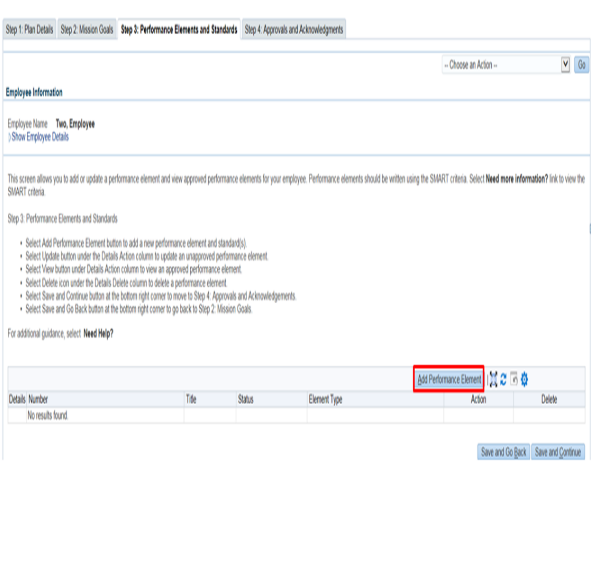 Step 1: Plan Details Step 2: Mission Goals Step 3: Performance Elements and Standards Step 4: Approvals and Acknowledgments
-- Choose an Action -- Go
Employee Information
Employee Name Two, Employee
Show Employee Details
This screen allows you to add or update a performance element and view approved performance elements for your employee. Performance elements should be written using the SMART criteria. Select Need more information? link to view the
SMART criteria.
Step 3: Performance Elements and Standards
• Select Add Performance Element button to add a new performance element and standard(s).
• Select Update button under the Details Action column to update an unapproved performance element.
• Select View button under Details Action column to view an approved performance element.
• Select Delete icon under the Details Delete column to delete a performance element.
• Select Save and Continue button at the bottom right corner to move to Step 4: Approvals and Acknowledgements.
• Select Save and Go Back button at the bottom right corner to go back to Step 2: Mission Goals.
For additional guidance, select Need Help?
Add Performance Element
Details Number Title Status Element Type Action Delete
No results found.
Save and Go Back Save and Continue